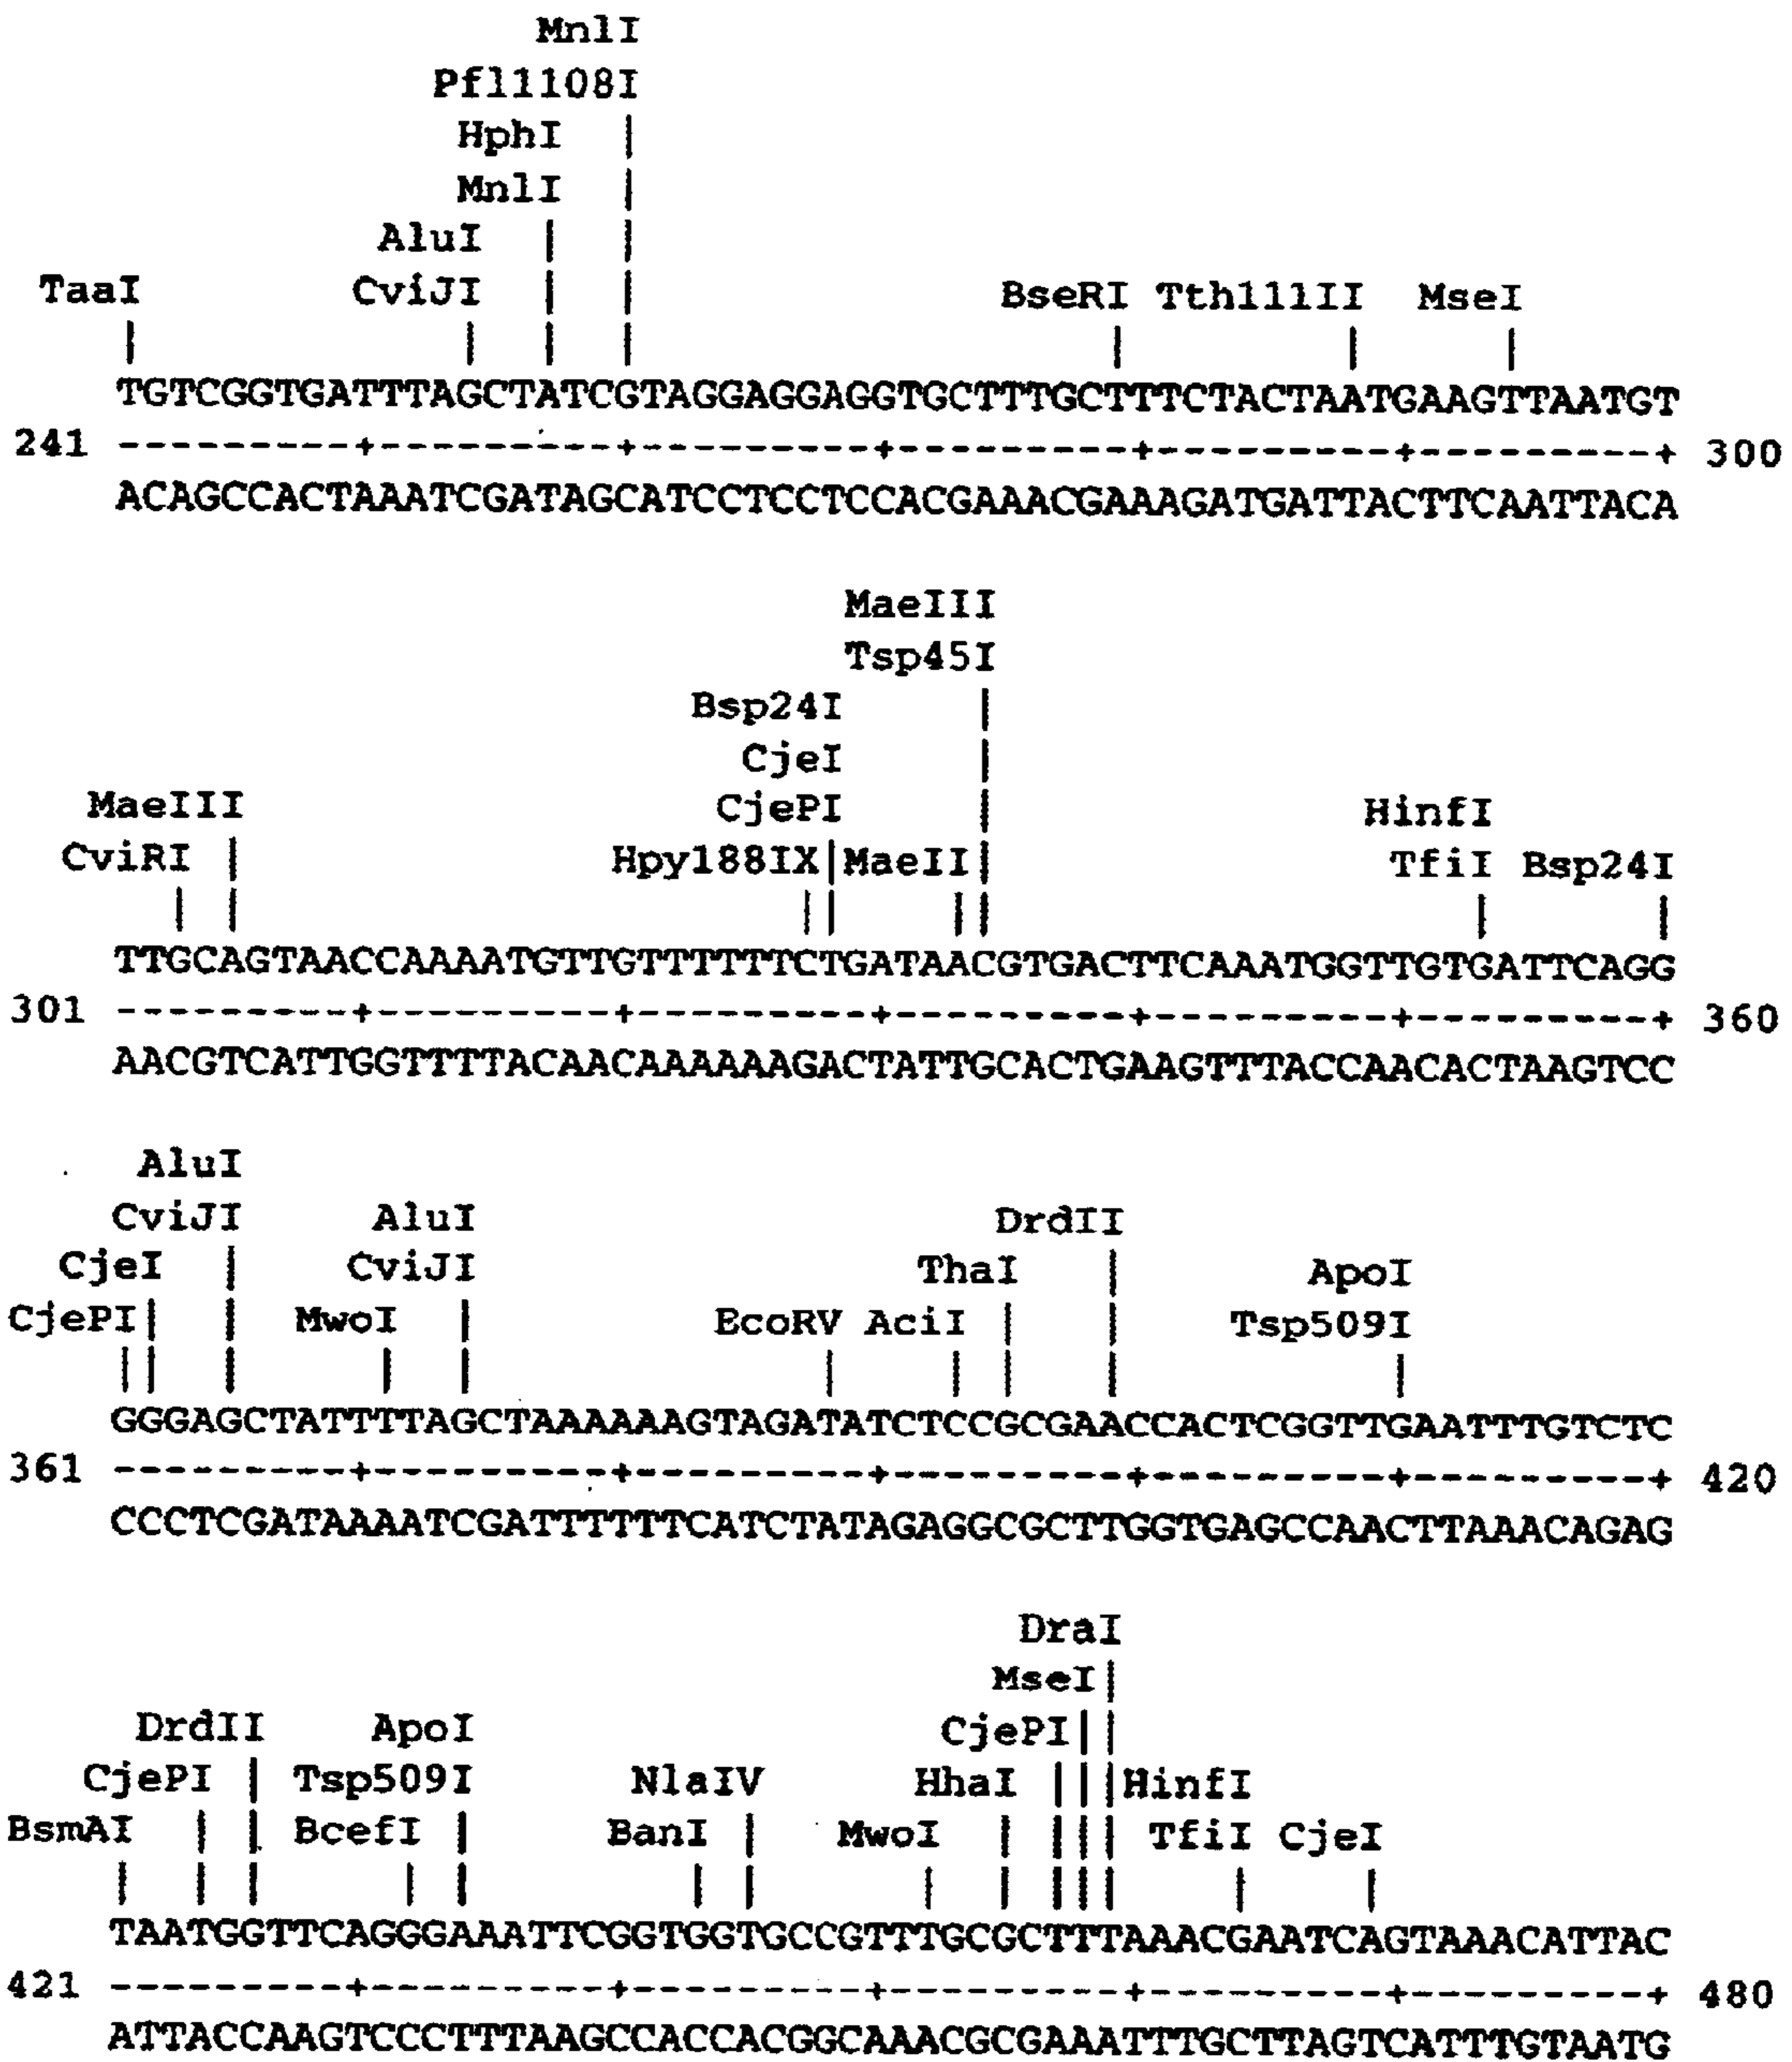 MnlI
Pfl1108I
HphI
MnlI
AluI
TaaI CviJI BseRI Tth111II MseI
TGTCGGTGATTTAGCTATCGTAGGAGGAGGTGCTTTGCTTTCTACTAATGAAGTTAATGT
241 ---------+---------+---------+---------+---------+---------+ 300
ACAGCCACTAAATCGATAGCATCCTCCTCCACGAAACGAAAGATGATTACTTCAATTACA
MaeIII
Tsp45I
Bsp24I
CjeI
MaeIII CjePI HinfI
CviRI Hpy188IX MaeII TfiI Bsp24I
TTGCAGTAACCAAAATGTTGTTTTTTCTGATAACGTGACTTCAAATGGTTGTGATTCAGG
301 ---------+---------+---------+---------+---------+---------+ 360
AACGTCATTGGTTTTACAACAAAAAAGACTATTGCACTGAAGTTTACCAACACTAAGTCC
AluI
CviJI AluI DrdII
CjeI CviJI ThaI ApoI
CjePI MwoI EcoRV AciI Tsp509I
GGGAGCTATTTTAGCTAAAAAAGTAGATATCTCCGCGAACCACTCGGTTGAATTTGTCTC
361 ---------+---------+---------+---------+---------+---------+ 420
CCCTCGATAAAATCGATTTTTTCATCTATAGAGGCGCTTGGTGAGCCAACTTAAACAGAG
DraI
MseI
DrdII ApoI CjePI
CjePI Tsp509I NlaIV HhaI HinfI
BsmAI BcefI BanI MwoI TfiI CjeI
TAATGGTTCAGGGAAATTCGGTGGTGCCGTTTGCGCTTTAAACGAATCAGTAAACATTAC
421 ---------+---------+---------+---------+---------+---------+ 480
ATTACCAAGTCCCTTTAAGCCACCACGGCAAACGCGAAATTTGCTTAGTCATTTGTAATG